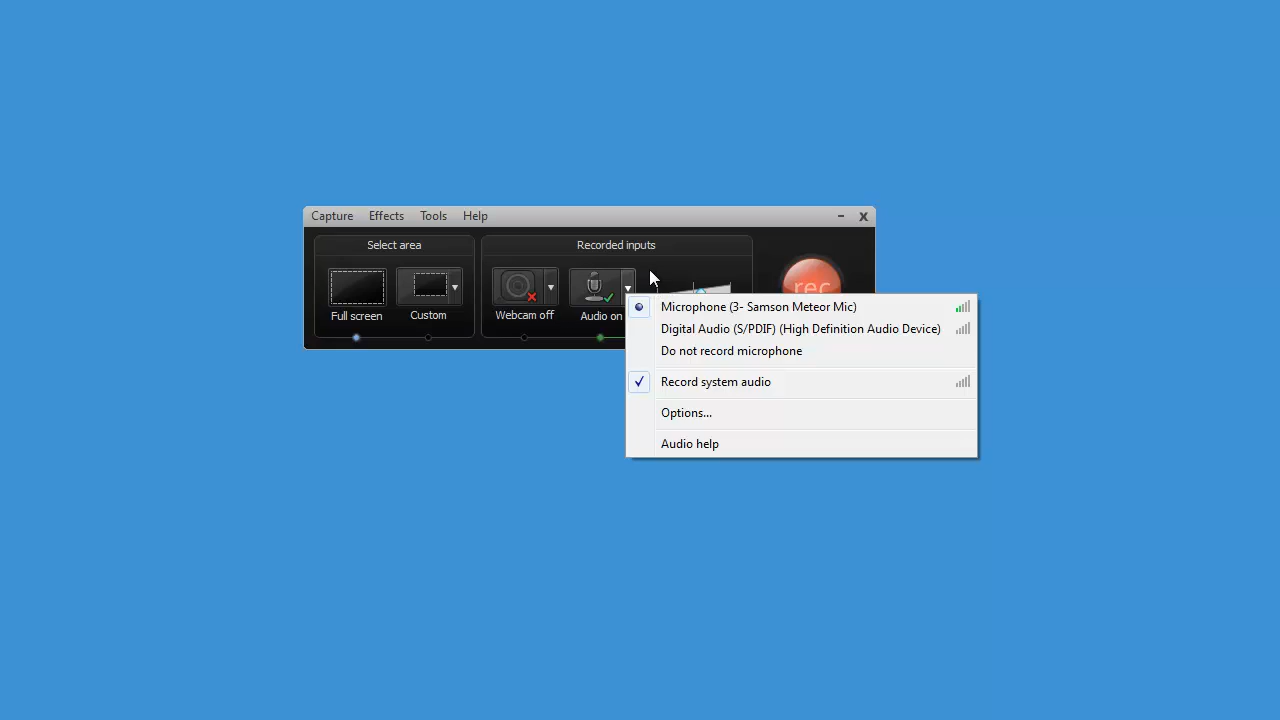 Capture Effects Tools Help
Select area
Recorded inputs
rec
Full screen
Custom
Webcam off
Audio on
Microphone (3- Samson Meteor Mic)
Digital Audio (S/PDIF) (High Definition Audio Device)
Do not record microphone
Record system audio
Options...
Audio help